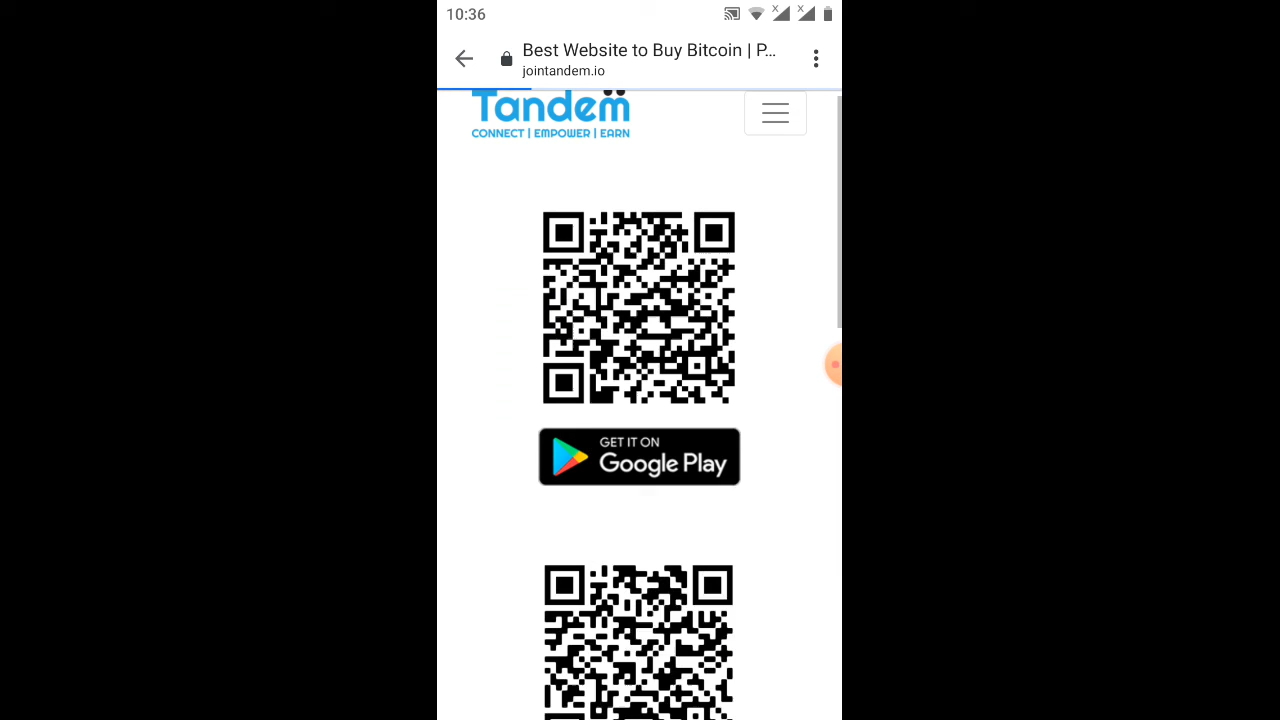 10:36
Best Website to Buy Bitcoin | P...
jointandem.io
Tandem
CONNECT | EMPOWER | EARN
GET IT ON
Google Play